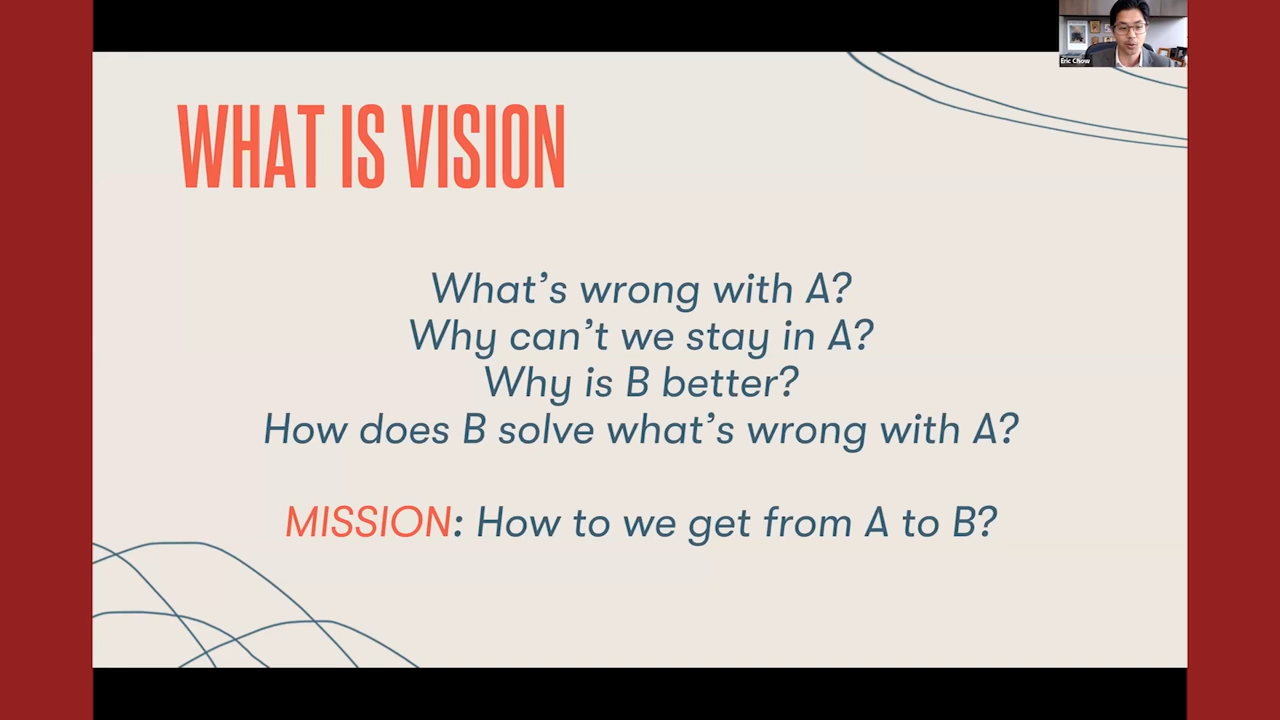 Eric Chow
WHAT IS VISION
What’s wrong with A?
Why can’t we stay in A?
Why is B better?
How does B solve what’s wrong with A?
MISSION: How to we get from A to B?